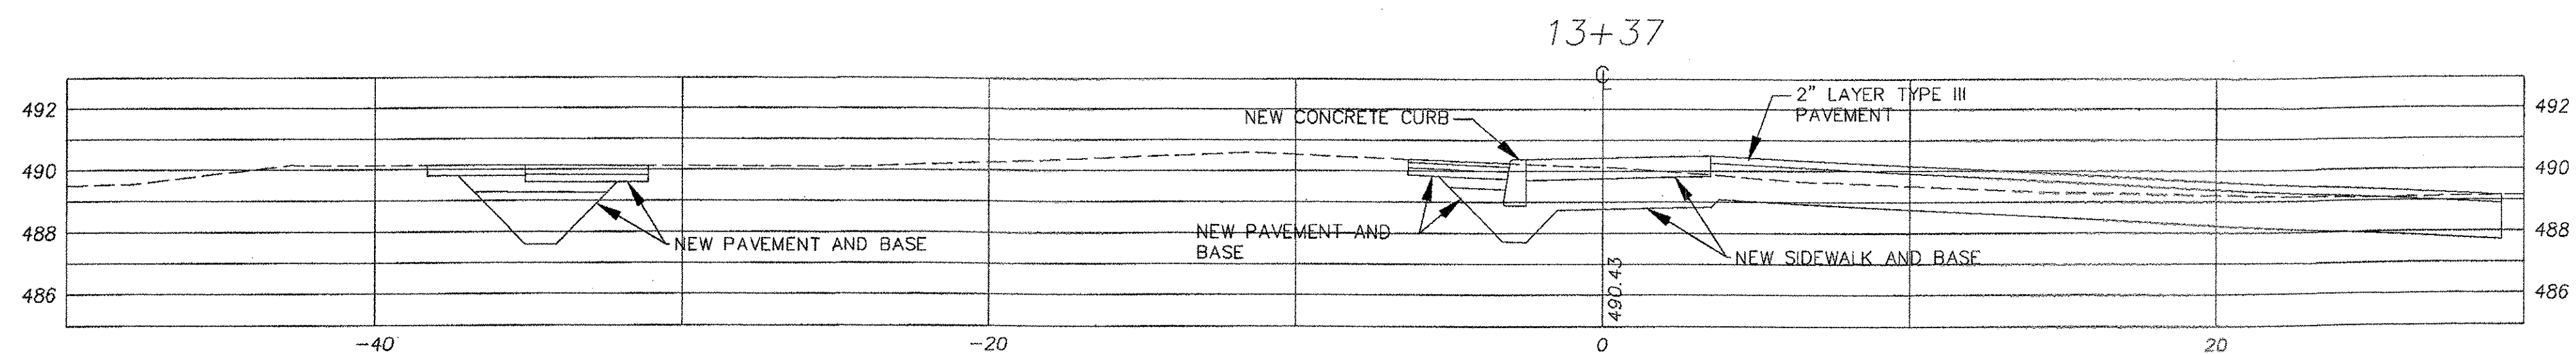 13+37
℄
492
492
2" LAYER TYPE III
PAVEMENT
NEW CONCRETE CURB
490
490
488
NEW PAVEMENT AND BASE
NEW PAVEMENT AND
BASE
NEW SIDEWALK AND BASE
488
486
490.43
486
-40
-20
0
20